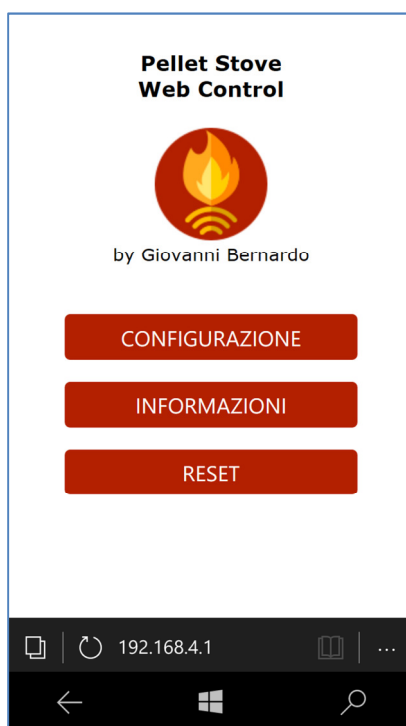 Pellet Stove
Web Control
by Giovanni Bernardo
CONFIGURAZIONE
INFORMAZIONI
RESET
192.168.4.1